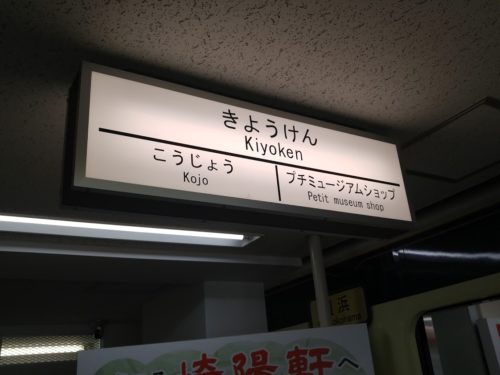 きようけん
Kiyoken
こうじょう
Kojo
プチミュージアムショップ
Petit museum shop
浜
崎陽軒へ